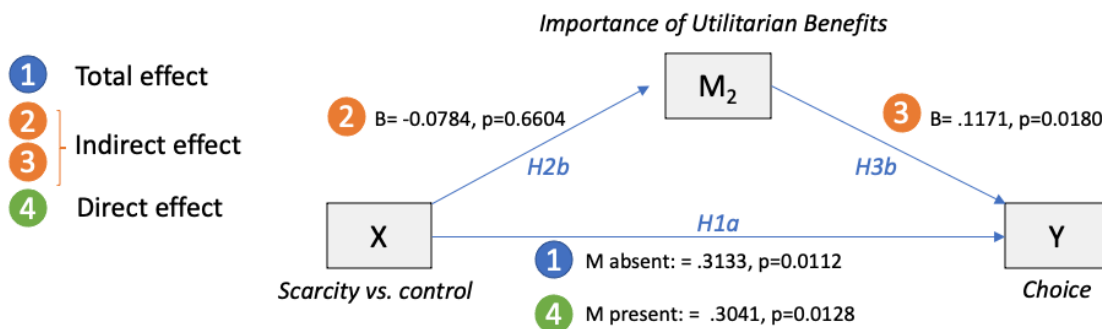 Importance of Utilitarian Benefits
1 Total effect
2
3 Indirect effect
4 Direct effect
M2
2 B= -0.0784, p=0.6604
3 B= .1171, p=0.0180
H2b
H3b
X
H1a
Y
1 M absent: = .3133, p=0.0112
Scarcity vs. control
Choice
4 M present: = .3041, p=0.0128